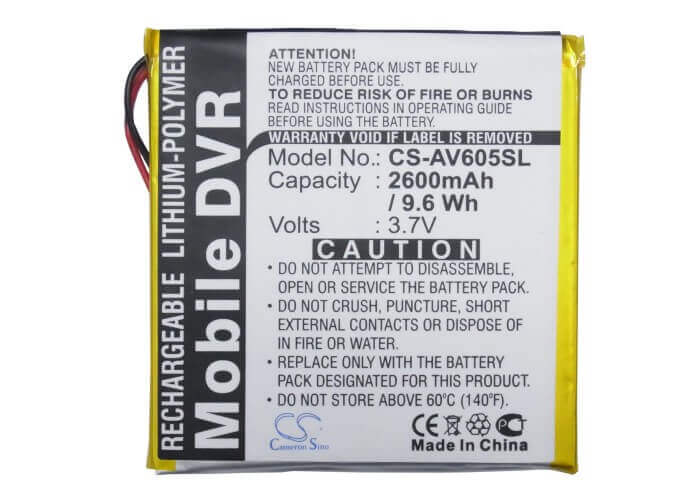 RECHARGEABLE LITHIUM-POLYMER
Mobile DVR
ATTENTION!
NEW BATTERY PACK MUST BE FULLY
CHARGED BEFORE EACH USE.
TO REDUCE RISK OF FIRE OR BURNS
READ INSTRUCTIONS IN OPERATING GUIDE
BEFORE USE.
WARRANTY VOID IF LABEL IS REMOVED
Model No.: CS-AV605SL
Capacity : 2600mAh
/ 9.6 Wh
Volts : 3.7V
CAUTION
• DO NOT ATTEMPT TO DISASSEMBLE,
OPEN OR SERVICE THE BATTERY PACK.
• DO NOT CRUSH, PUNCTURE, SHORT
EXTERNAL CONTACTS OR DISPOSE OF
IN FIRE OR WATER.
• REPLACE ONLY WITH THE BATTERY
PACK DESIGNATED FOR THIS PRODUCT.
• DO NOT DISASSEMBLE, HEAT
ABOVE 60°C (140°F).
CS
Cameron Sino
CE
Made In China